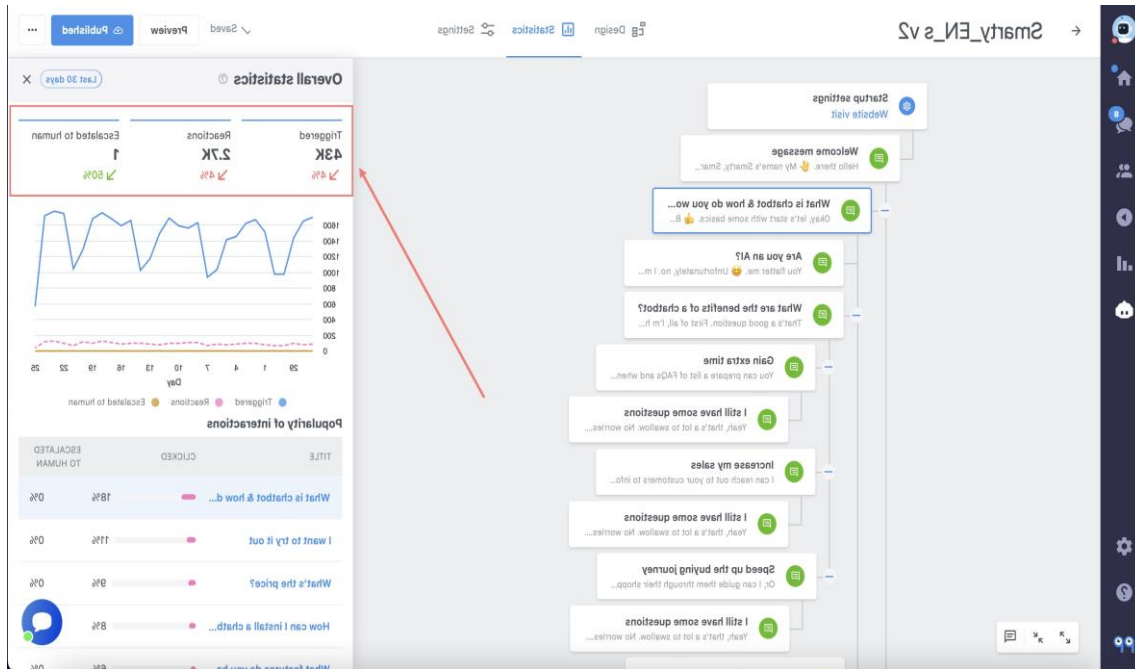 Smarty_EN_s v2
Design
Statistics
Settings
Saved
Preview
Published
8
Startup settings
Website visit
Welcome message
Hello there. 👋 My name's Smarty, Smar...
What is chatbot & how do you wo...
Okay, let's start with some basics. 👍 B...
Are you an AI?
You flatter me. 😄 Unfortunately, no. I m...
What are the benefits of a chatbot?
That's a good question. First of all, I'm h...
Gain extra time
You can prepare a list of FAQs and when...
I still have some questions
Yeah, that's a lot to swallow. No worries....
Increase my sales
I can reach out to your customers to info...
I still have some questions
Yeah, that's a lot to swallow. No worries....
Speed up the buying journey
Or, I can guide them through their shopp...
I still have some questions
Yeah, that's a lot to swallow. No worries....
Overall statistics
Last 30 days
Triggered
43K
4%
Reactions
2.7K
4%
Escalated to human
1
50%
1600
1400
1200
1000
800
600
400
200
0
29 1 4 7 10 13 16 19 22 25
Day
Triggered Reactions Escalated to human
Popularity of interactions
TITLE CLICKED ESCALATED TO HUMAN
What is chatbot & how d... 18% 0%
I want to try it out 11% 0%
What's the price? 9% 0%
How can I install a chatb... 8%
What features do you ha 6% 0%